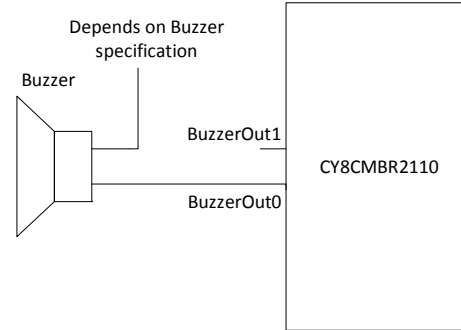 Depends on Buzzer
specification
Buzzer
BuzzerOut1
CY8CMBR2110
BuzzerOut0